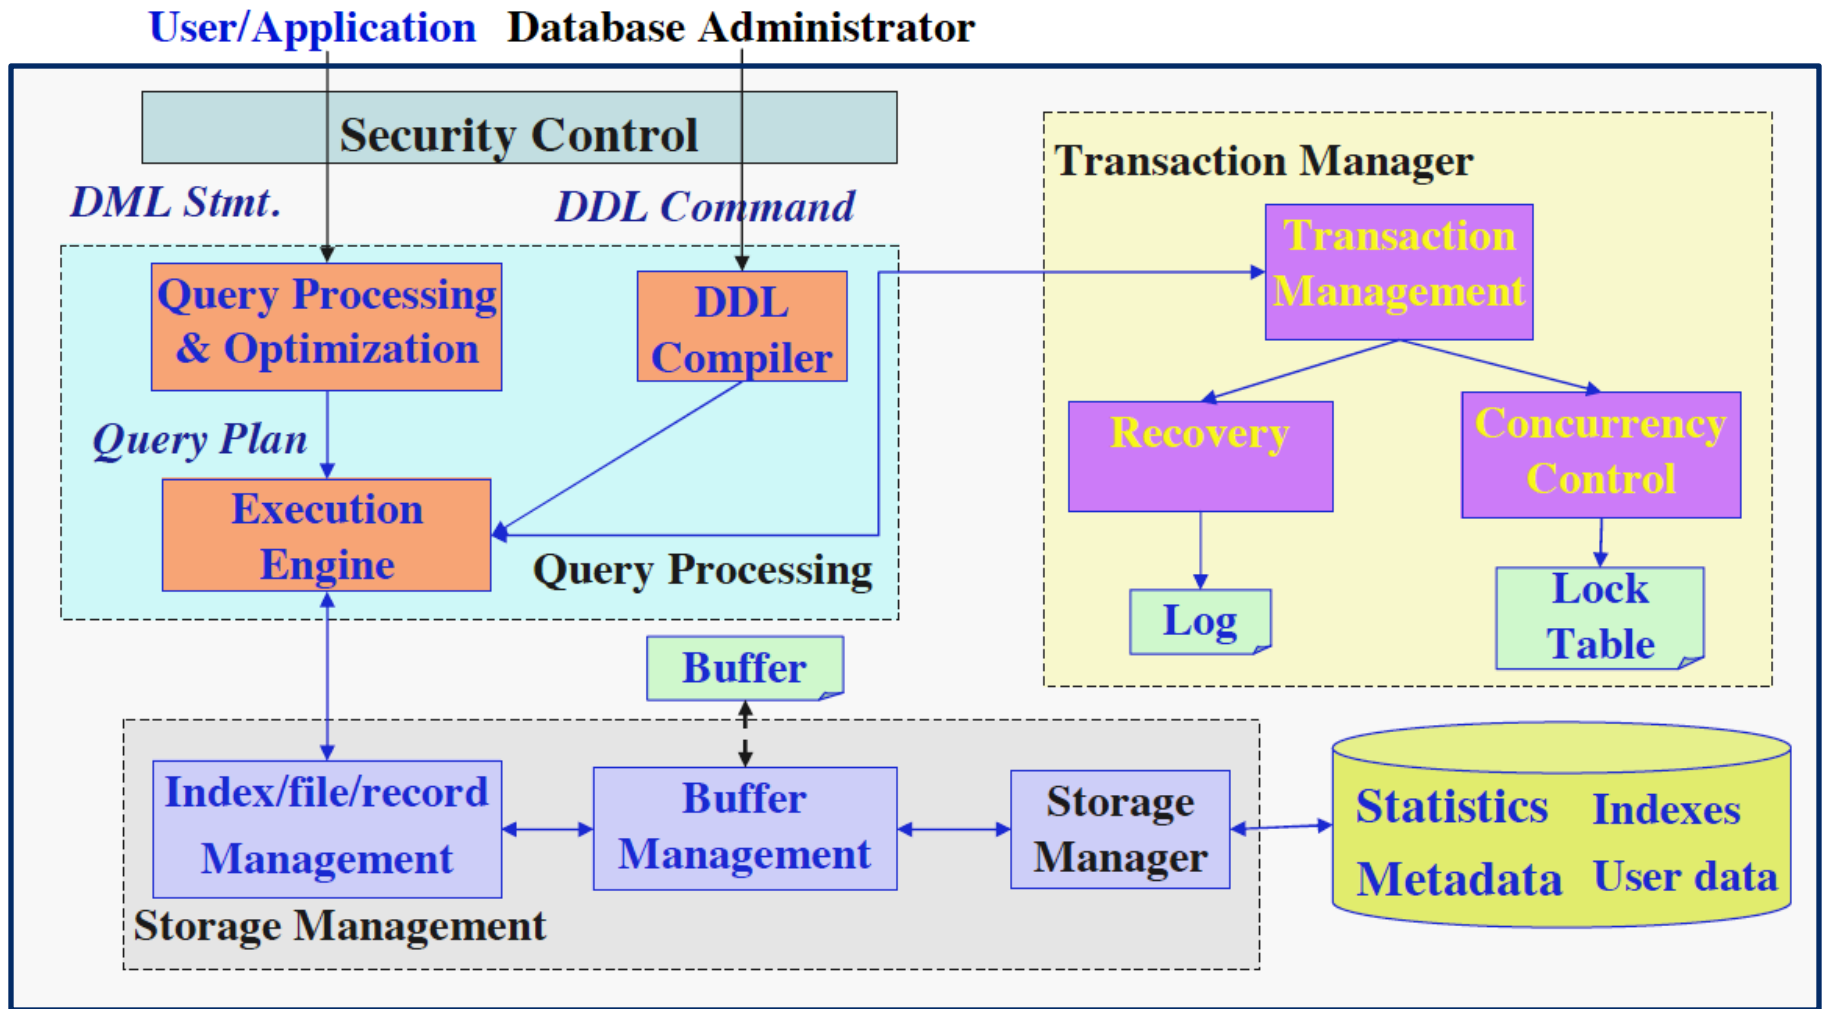 User/Application
Database Administrator
Security Control
DML Stmt.
DDL Command
Query Processing
& Optimization
DDL
Compiler
Query Plan
Execution
Engine
Query Processing
Transaction Manager
Transaction
Management
Recovery
Concurrency
Control
Log
Lock
Table
Buffer
Index/file/record
Management
Buffer
Management
Storage
Manager
Storage Management
Statistics
Indexes
Metadata
User data